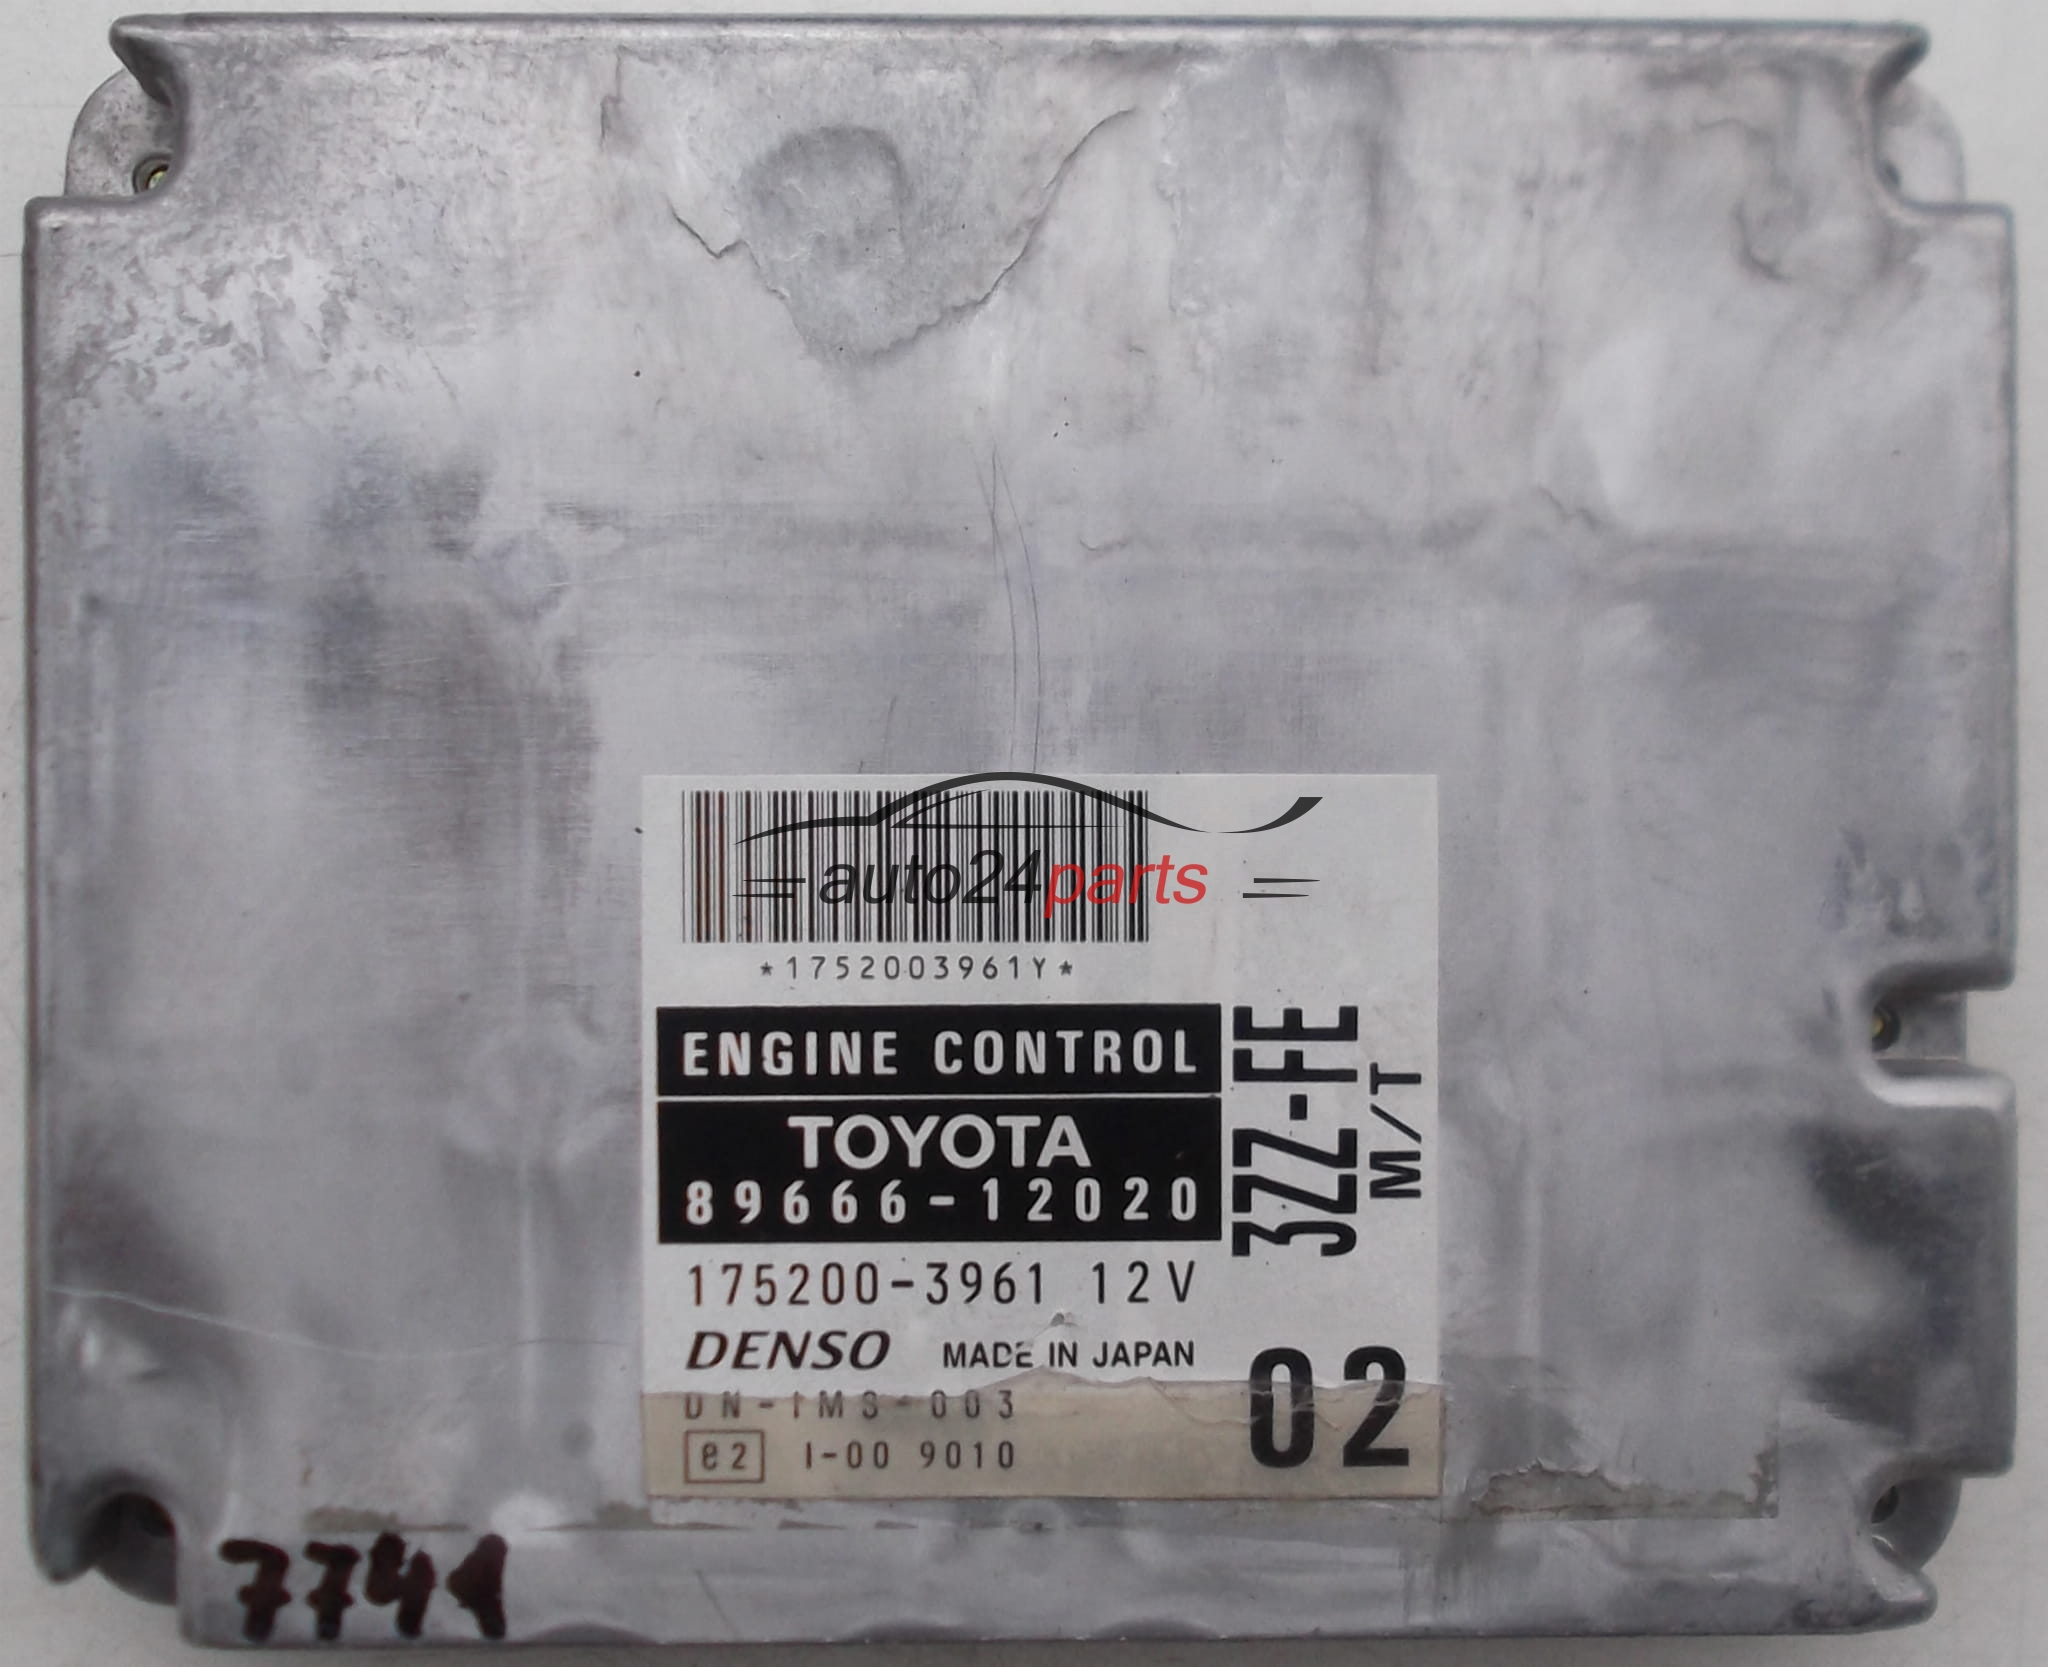 auto24parts
*1752003961Y*
ENGINE CONTROL
TOYOTA
89666-12020
3ZZ-FE
M/T
175200-3961 12V
DENSO MADE IN JAPAN
02
DN-IMS-003
e2 I-00 9010
7741